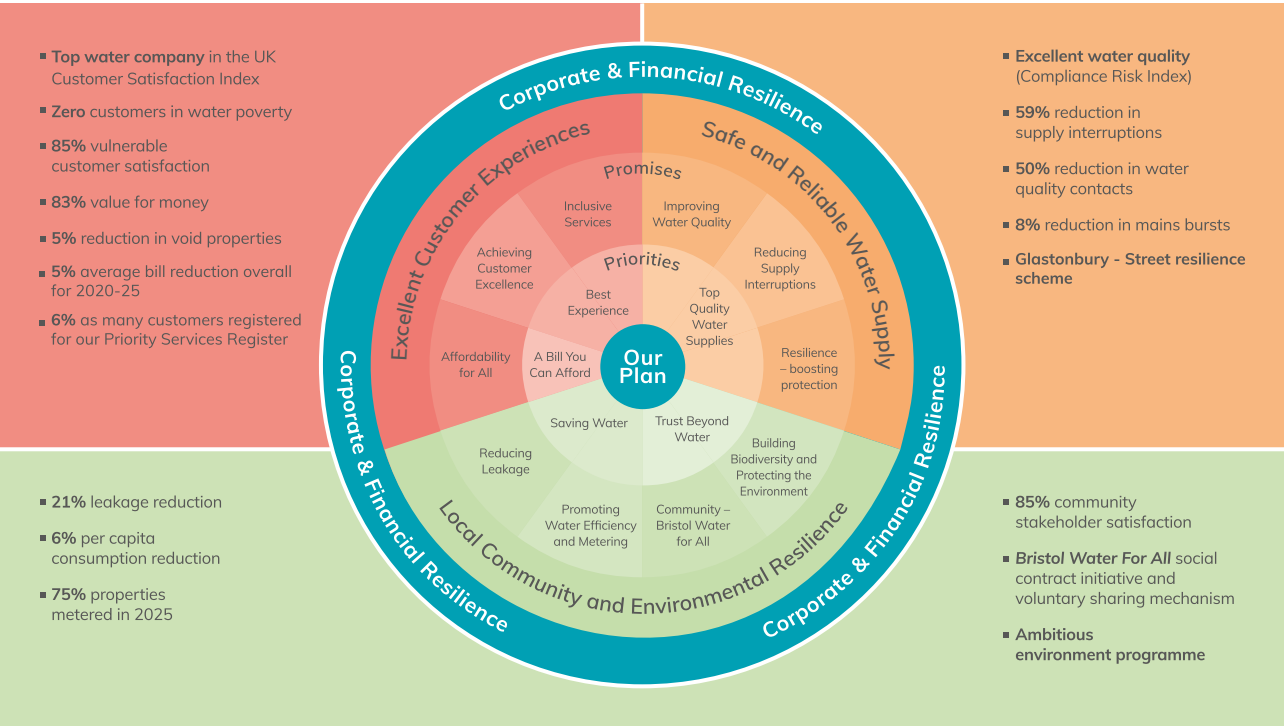 Top water company in the UK
Customer Satisfaction Index
Zero customers in water poverty
85% vulnerable
customer satisfaction
83% value for money
5% reduction in void properties
5% average bill reduction overall
for 2020-25
6% as many customers registered
for our Priority Services Register
Excellent water quality
(Compliance Risk Index)
59% reduction in
supply interruptions
50% reduction in water
quality contacts
8% reduction in mains bursts
Glastonbury - Street resilience
scheme
21% leakage reduction
6% per capita
consumption reduction
75% properties
metered in 2025
85% community
stakeholder satisfaction
Bristol Water For All social
contract initiative and
voluntary sharing mechanism
Ambitious
environment programme
Corporate & Financial Resilience
Corporate & Financial Resilience
Corporate & Financial Resilience
Excellent Customer Experiences
Safe and Reliable Water Supply
Local Community and Environmental Resilience
Promises
Inclusive
Services
Improving
Water Quality
Achieving
Customer
Excellence
Reducing
Supply
Interruptions
Affordability
for All
Resilience
– boosting
protection
Reducing
Leakage
Building
Biodiversity and
Protecting the
Environment
Promoting
Water Efficiency
and Metering
Community –
Bristol Water
for All
Priorities
Best
Experience
Top
Quality
Water
Supplies
A Bill You
Can Afford
Saving Water
Trust Beyond
Water
Our
Plan